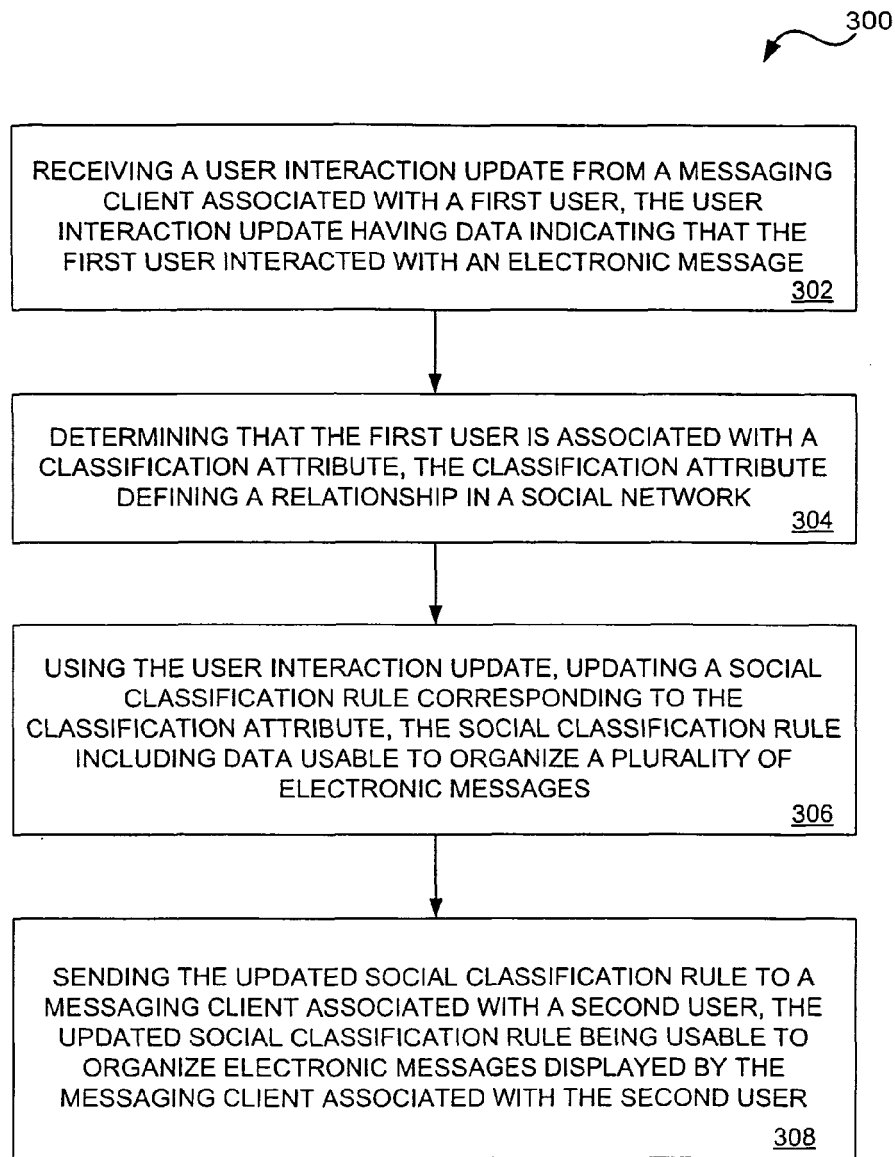 300
RECEIVING A USER INTERACTION UPDATE FROM A MESSAGING
CLIENT ASSOCIATED WITH A FIRST USER, THE USER
INTERACTION UPDATE HAVING DATA INDICATING THAT THE
FIRST USER INTERACTED WITH AN ELECTRONIC MESSAGE
302
DETERMINING THAT THE FIRST USER IS ASSOCIATED WITH A
CLASSIFICATION ATTRIBUTE, THE CLASSIFICATION ATTRIBUTE
DEFINING A RELATIONSHIP IN A SOCIAL NETWORK
304
USING THE USER INTERACTION UPDATE, UPDATING A SOCIAL
CLASSIFICATION RULE CORRESPONDING TO THE
CLASSIFICATION ATTRIBUTE, THE SOCIAL CLASSIFICATION RULE
INCLUDING DATA USABLE TO ORGANIZE A PLURALITY OF
ELECTRONIC MESSAGES
306
SENDING THE UPDATED SOCIAL CLASSIFICATION RULE TO A
MESSAGING CLIENT ASSOCIATED WITH A SECOND USER, THE
UPDATED SOCIAL CLASSIFICATION RULE BEING USABLE TO
ORGANIZE ELECTRONIC MESSAGES DISPLAYED BY THE
MESSAGING CLIENT ASSOCIATED WITH THE SECOND USER
308